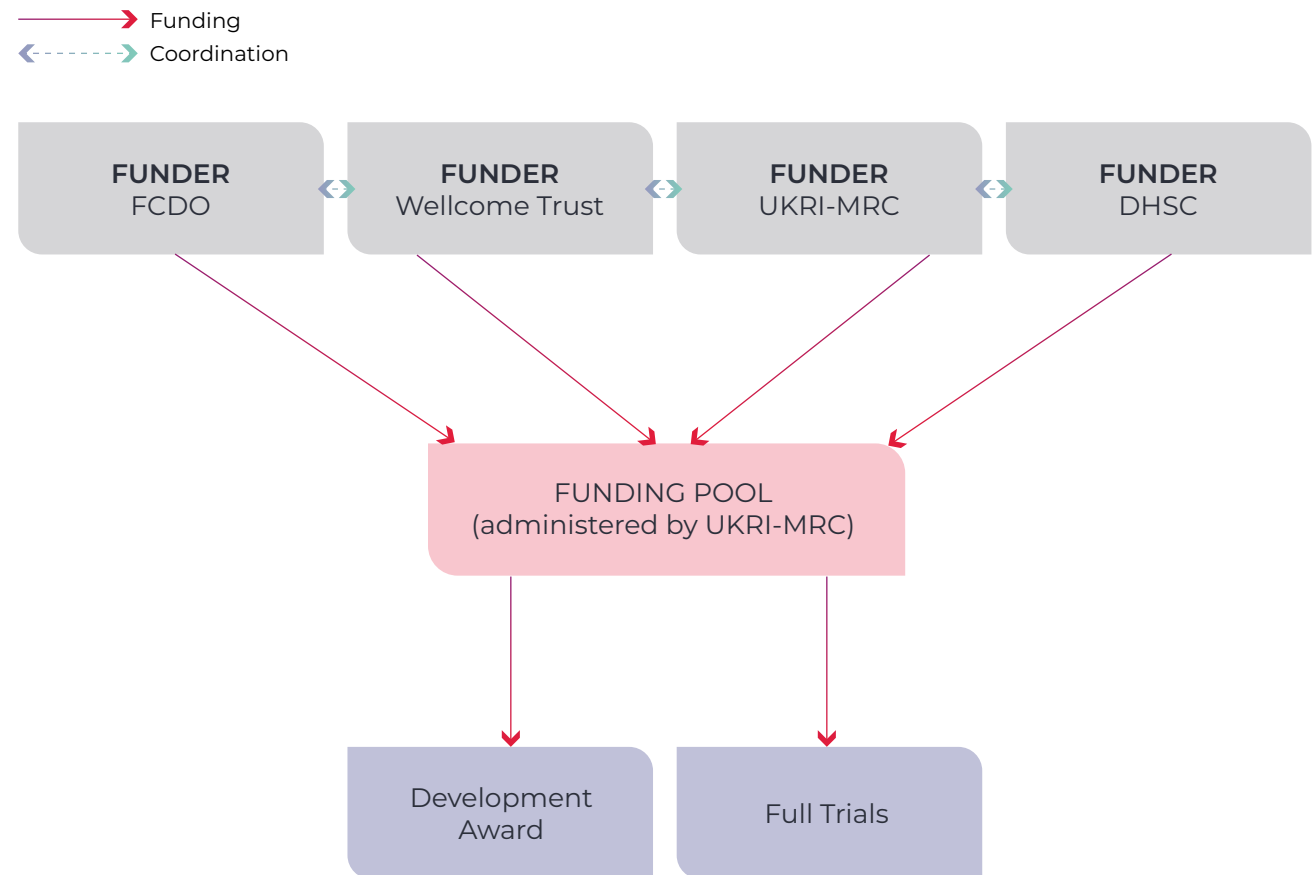 Funding
Coordination
FUNDER
FCDO
FUNDER
Wellcome Trust
FUNDER
UKRI-MRC
FUNDER
DHSC
FUNDING POOL
(administered by UKRI-MRC)
Development
Award
Full Trials